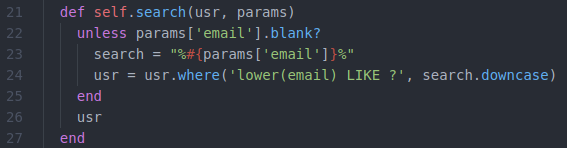 21 def self.search(usr, params)
22 unless params['email'].blank?
23 search = "%#{params['email']}%"
24 usr = usr.where('lower(email) LIKE ?', search.downcase)
25 end
26 usr
27 end